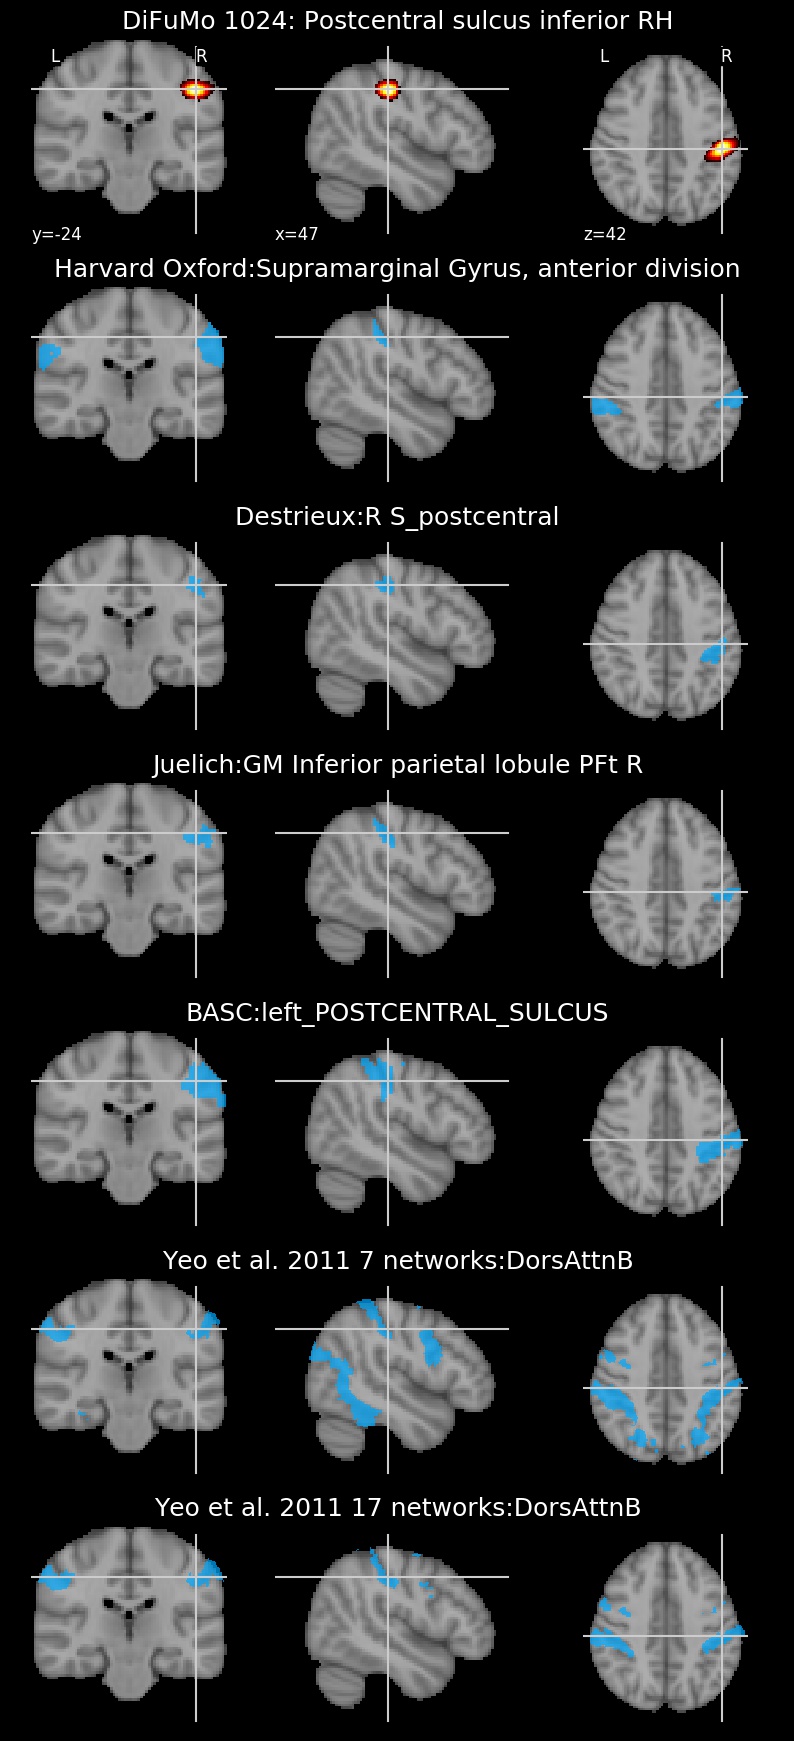 DiFuMo 1024: Postcentral sulcus inferior RH
L R L R
y=-24 x=47 z=42
Harvard Oxford:Supramarginal Gyrus, anterior division
Destrieux:R S_postcentral
Juelich:GM Inferior parietal lobule PFt R
BASC:left_POSTCENTRAL_SULCUS
Yeo et al. 2011 7 networks:DorsAttnB
Yeo et al. 2011 17 networks:DorsAttnB